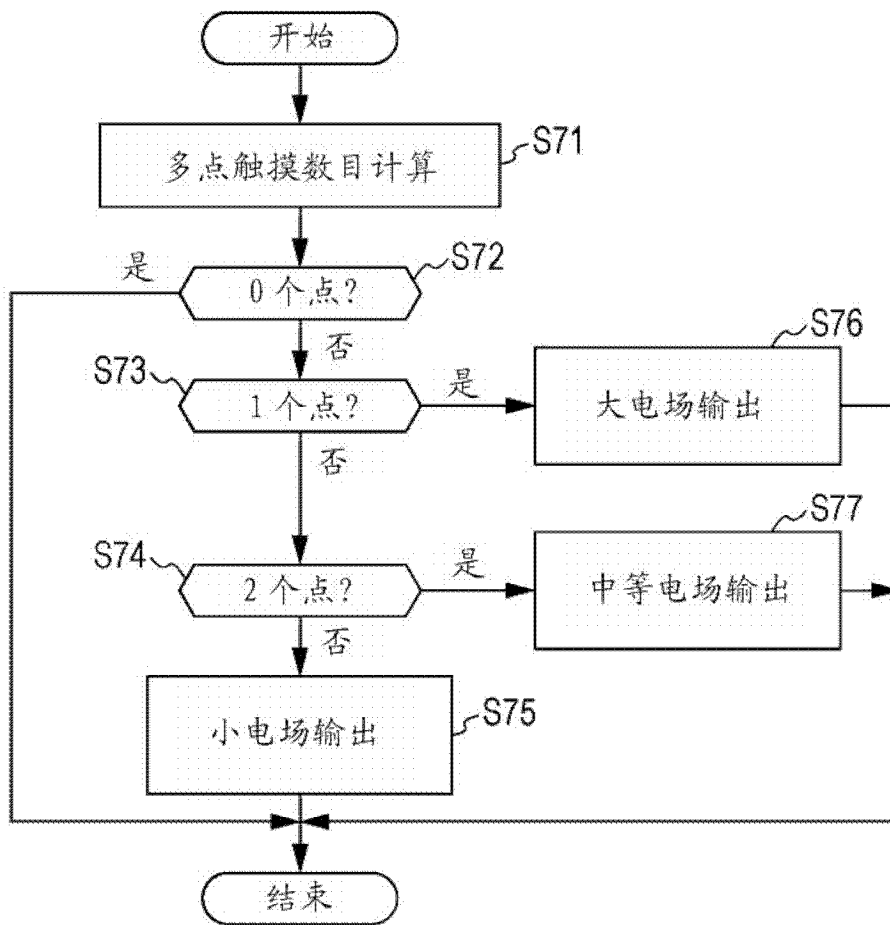 开始
多点触摸数目计算
S71
0个点?
S72
是
否
1个点?
S73
是
大电场输出
S76
否
2个点?
S74
是
中等电场输出
S77
否
小电场输出
S75
结束